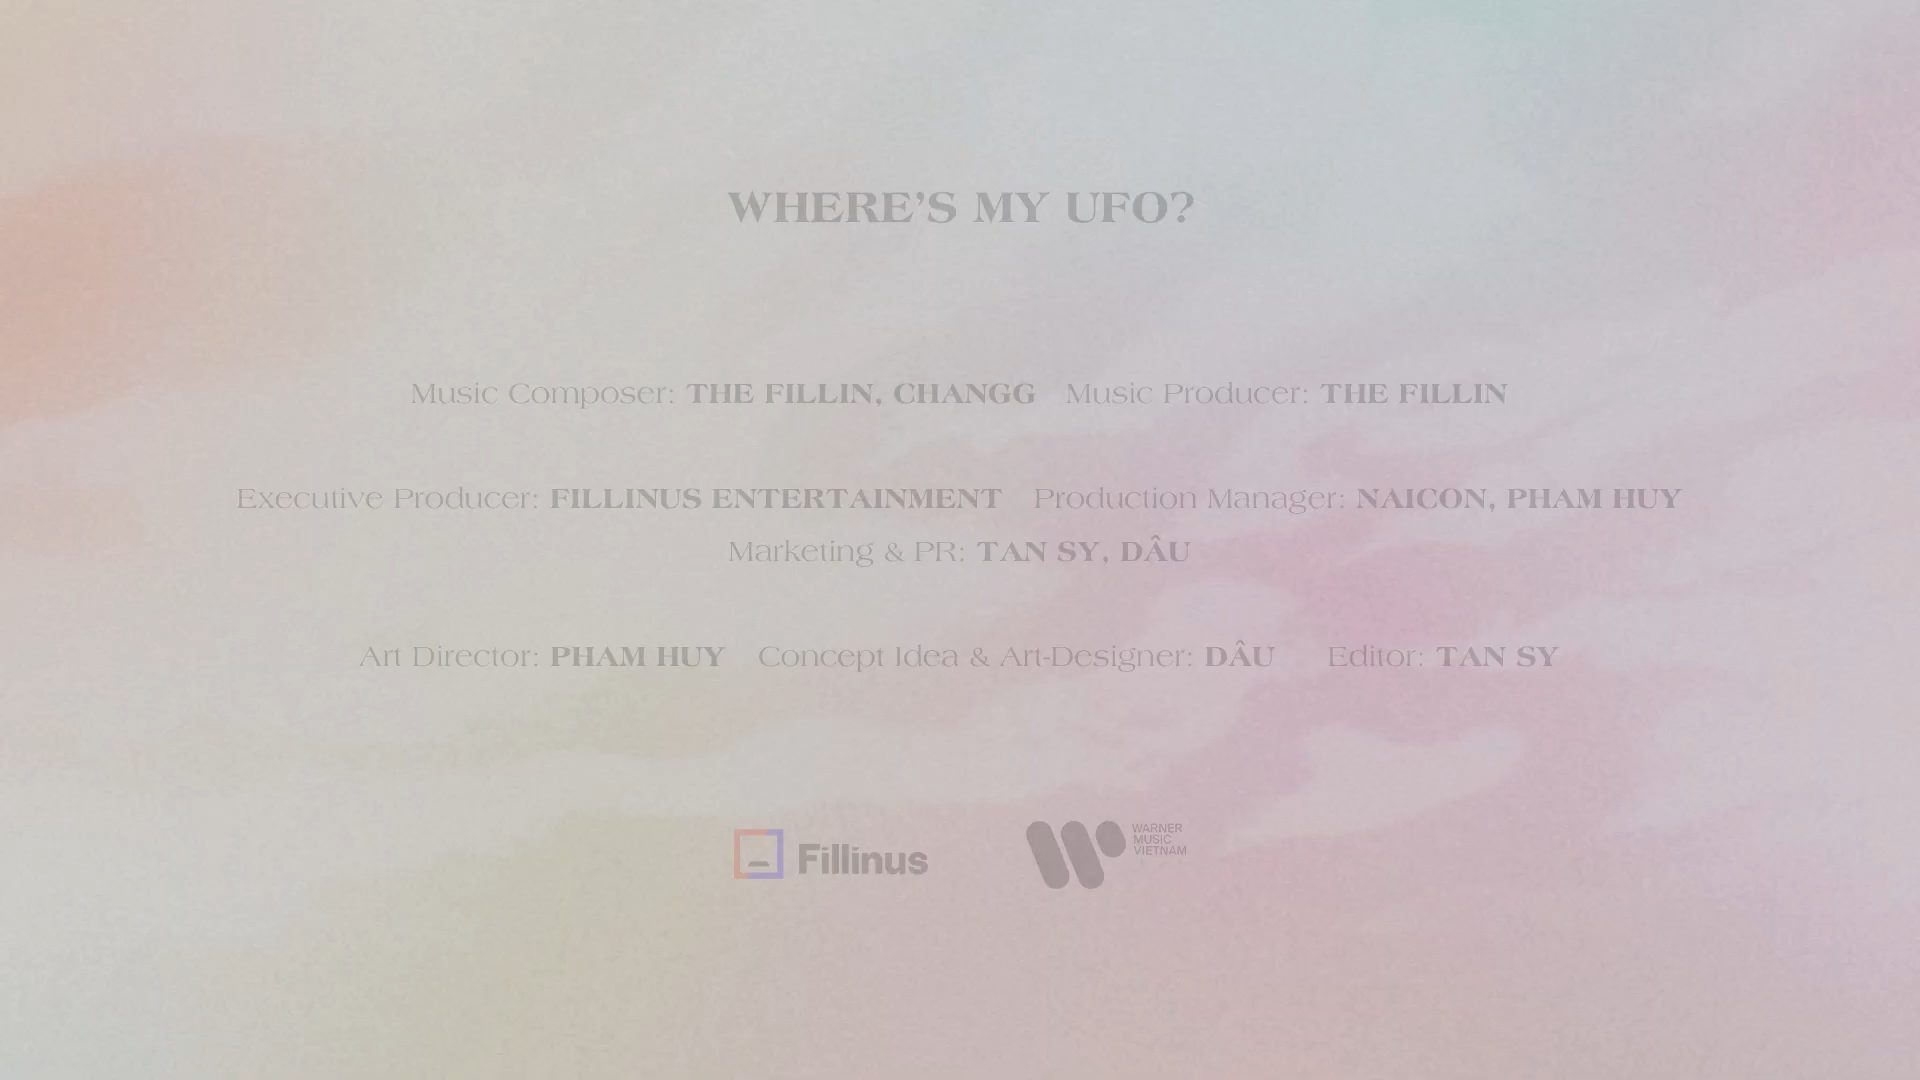 WHERE'S MY UFO?
Music Composer: THE FILLIN, CHANGG Music Producer: THE FILLIN
Executive Producer: FILLINUS ENTERTAINMENT Production Manager: NAICON, PHAM HUY
Marketing & PR: TAN SY, DÂU
Art Director: PHAM HUY Concept Idea & Art-Designer: DÂU Editor: TAN SY
Fillinus
WARNER
MUSIC
VIETNAM